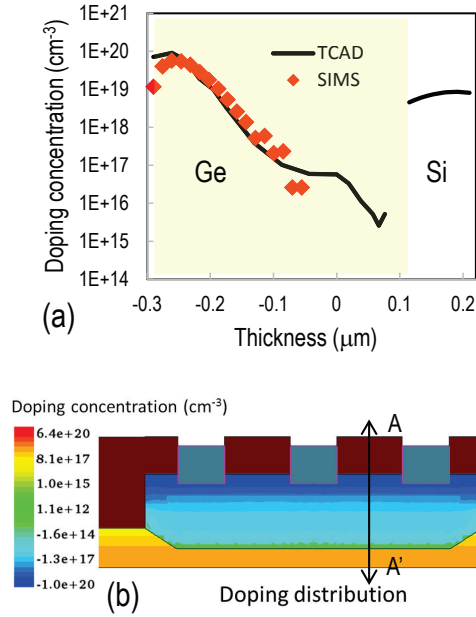 1E+21
1E+20
1E+19
1E+18
1E+17
1E+16
1E+15
1E+14
Doping concentration (cm-3)
TCAD
SIMS
Ge
Si
-0.3 -0.2 -0.1 0 0.1 0.2
Thickness (μm)
(a)
Doping concentration (cm-3)
6.4e+20
8.1e+17
1.0e+15
-1.6e+14
-1.3e+17
-1.0e+20
A
A'
(b)
Doping distribution